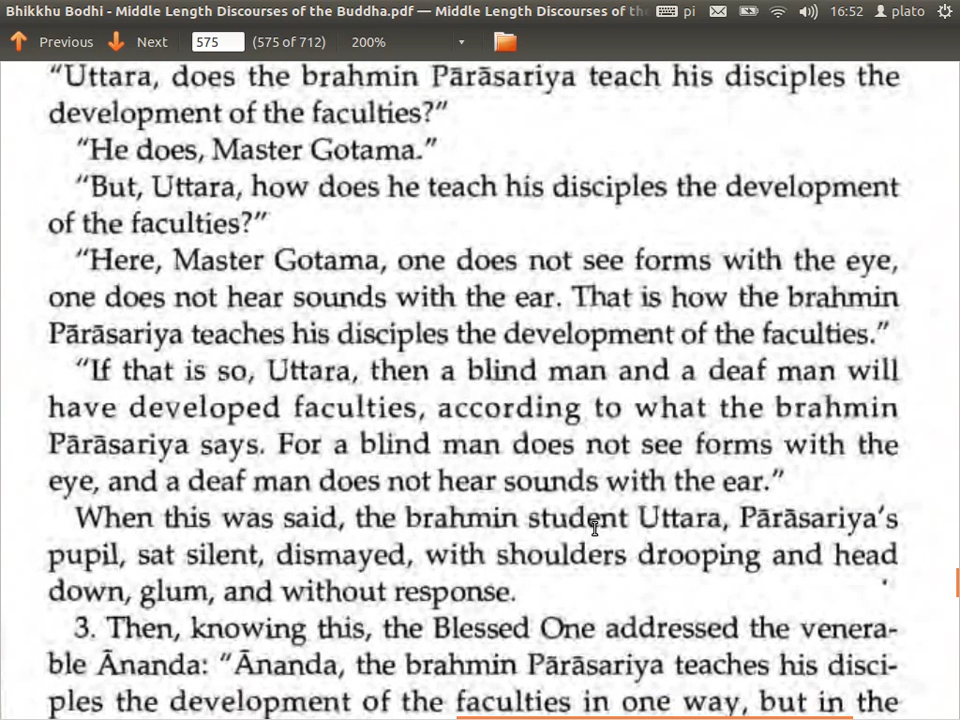 Bhikkhu Bodhi - Middle Length Discourses of the Buddha.pdf — Middle Length Discourses of the pi 16:52 plato
Previous Next 575 (575 of 712) 200%
“Uttara, does the brahmin Pārāsariya teach his disciples the
development of the faculties?”
“He does, Master Gotama.”
“But, Uttara, how does he teach his disciples the development
of the faculties?”
“Here, Master Gotama, one does not see forms with the eye,
one does not hear sounds with the ear. That is how the brahmin
Pārāsariya teaches his disciples the development of the faculties.”
“If that is so, Uttara, then a blind man and a deaf man will
have developed faculties, according to what the brahmin
Pārāsariya says. For a blind man does not see forms with the
eye, and a deaf man does not hear sounds with the ear.”
When this was said, the brahmin student Uttara, Pārāsariya’s
pupil, sat silent, dismayed, with shoulders drooping and head
down, glum, and without response.
3. Then, knowing this, the Blessed One addressed the venera-
ble Ānanda: “Ānanda, the brahmin Pārāsariya teaches his disci-
ples the development of the faculties in one way, but in the